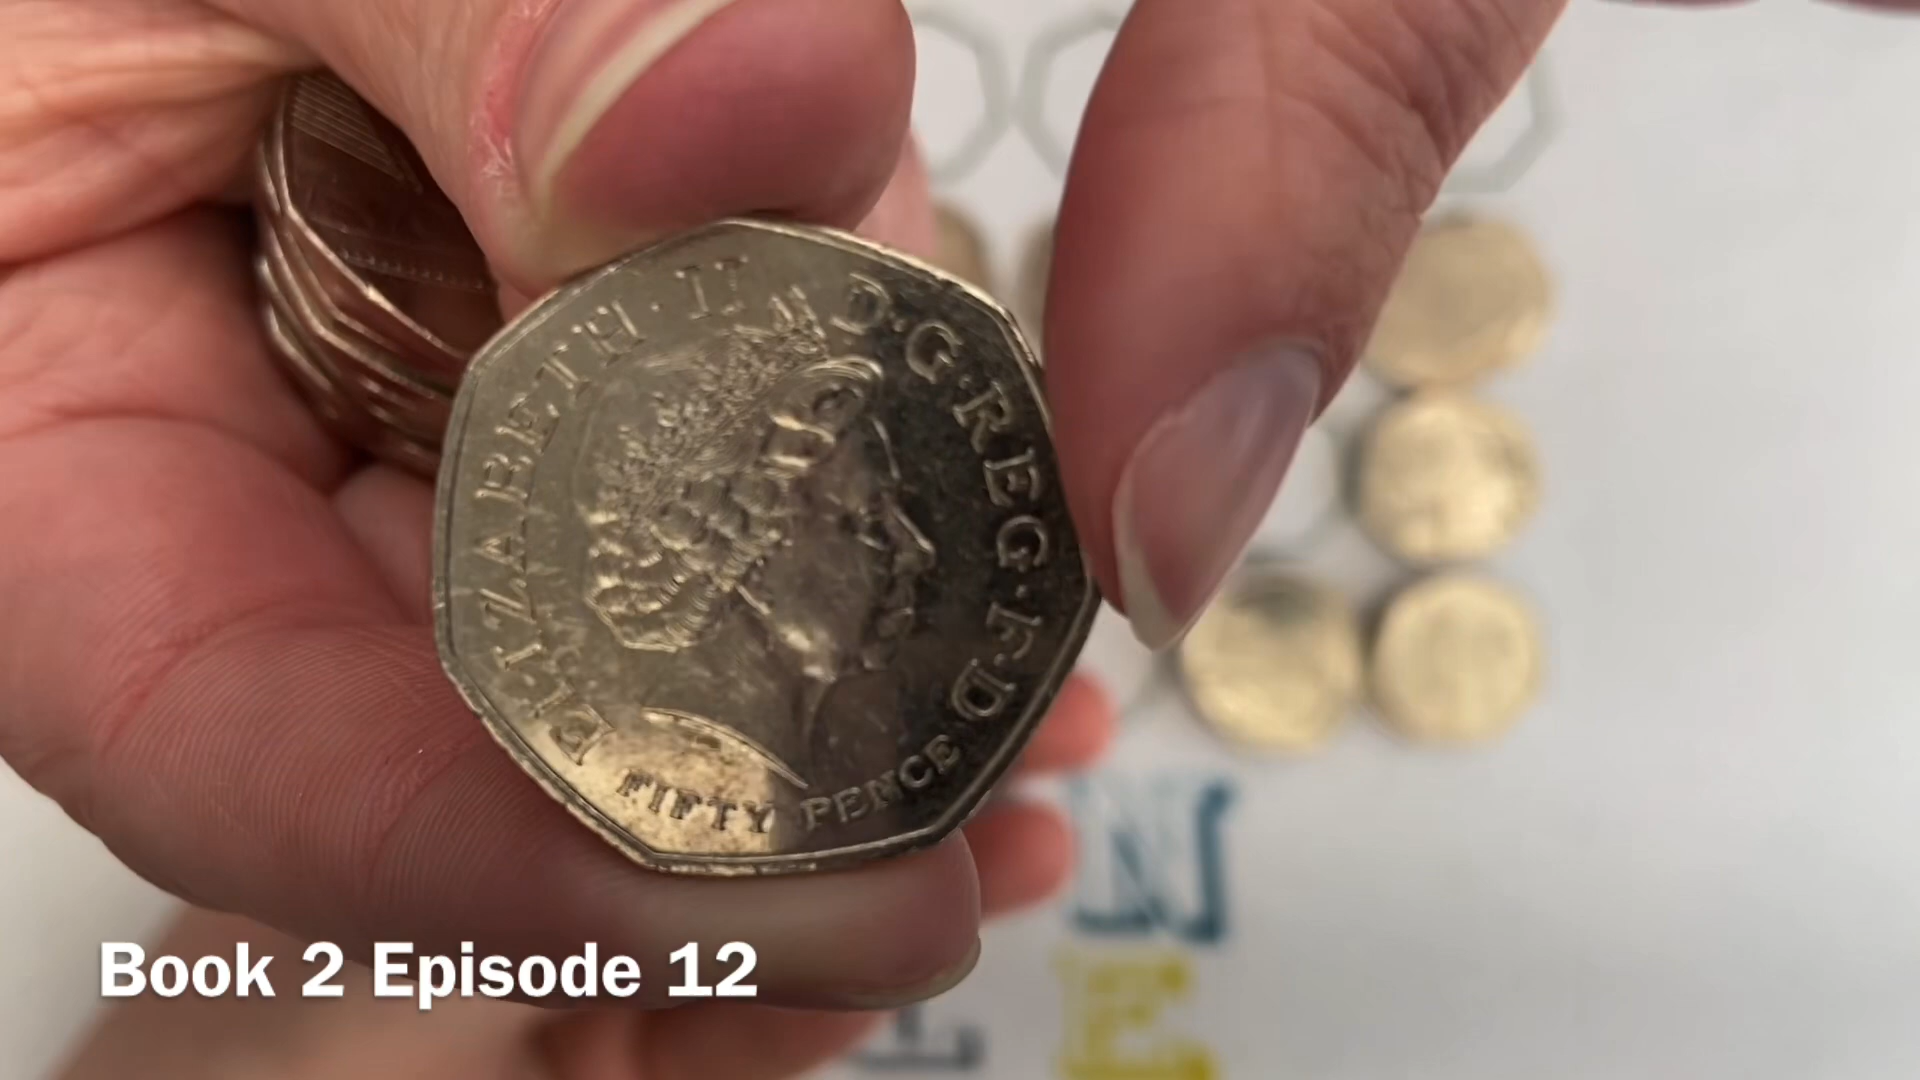 ELIZABETH · II D · G · REG · F · D
FIFTY PENCE
N
E
Book 2 Episode 12